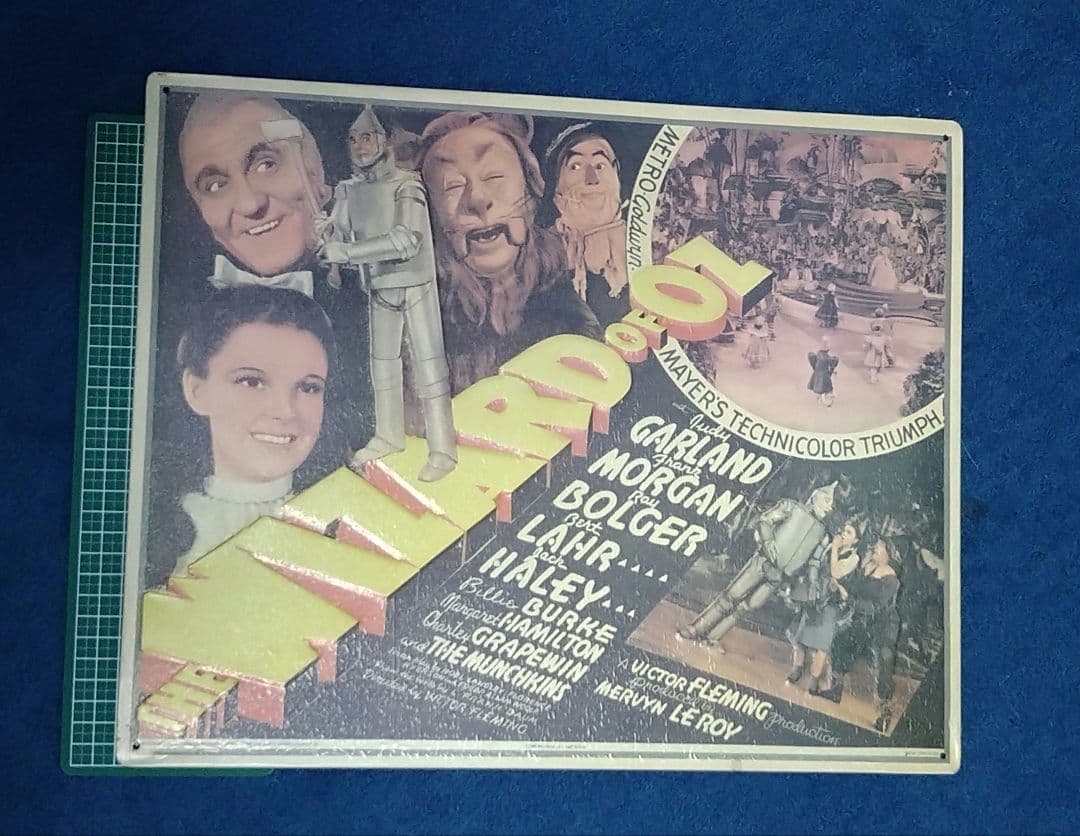 THE WIZARD OF OZ
METRO-Goldwyn-
MAYER'S TECHNICOLOR TRIUMPH
with Judy
GARLAND
Frank
MORGAN
Ray
BOLGER
Bert
LAHR....
Jack
HALEY...
Billie BURKE
Margaret HAMILTON
Charley GRAPEWIN
and THE MUNCHKINS
Directed by VICTOR FLEMING
A VICTOR FLEMING production
Produced by
MERVYN LEROY